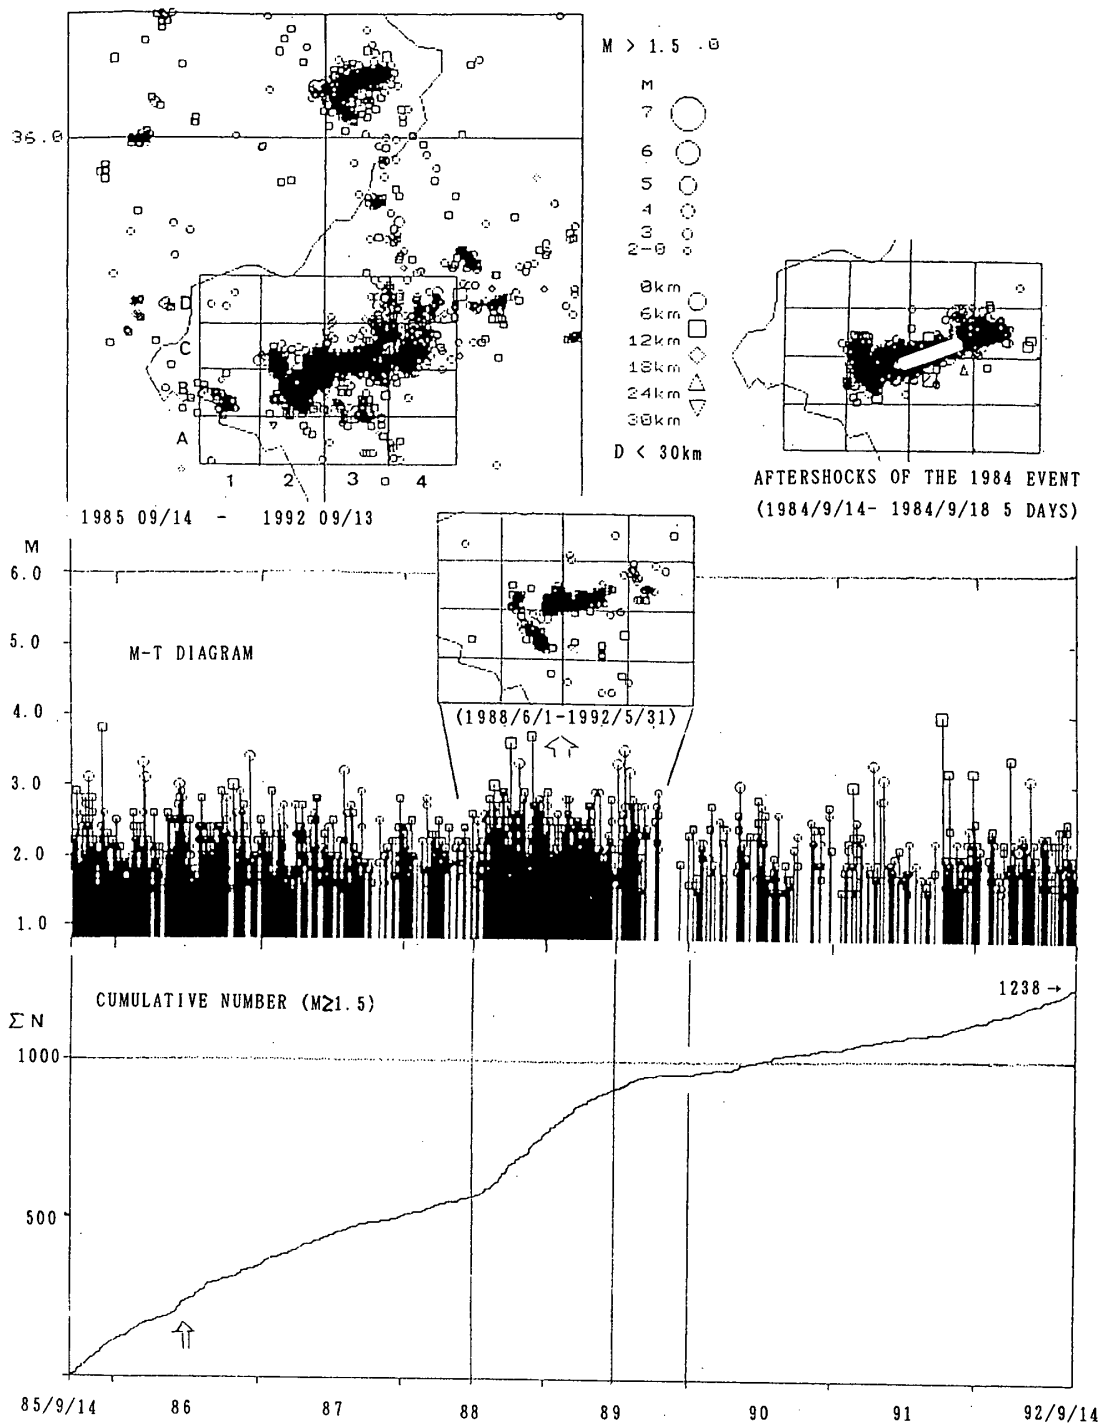 M > 1.5 .0
M
7
36.0
6
5
4
3
2-0
0km
6km
12km
18km
24km
30km
D < 30km
D
C
A
1 2 3 4
AFTERSHOCKS OF THE 1984 EVENT
(1984/9/14- 1984/9/18 5 DAYS)
1985 09/14 - 1992 09/13
M
6.0
5.0
M-T DIAGRAM
4.0
(1988/6/1-1992/5/31)
3.0
2.0
1.0
CUMULATIVE NUMBER (M≥1.5)
1238→
ΣN
1000
500
85/9/14 86 87 88 89 90 91 92/9/14